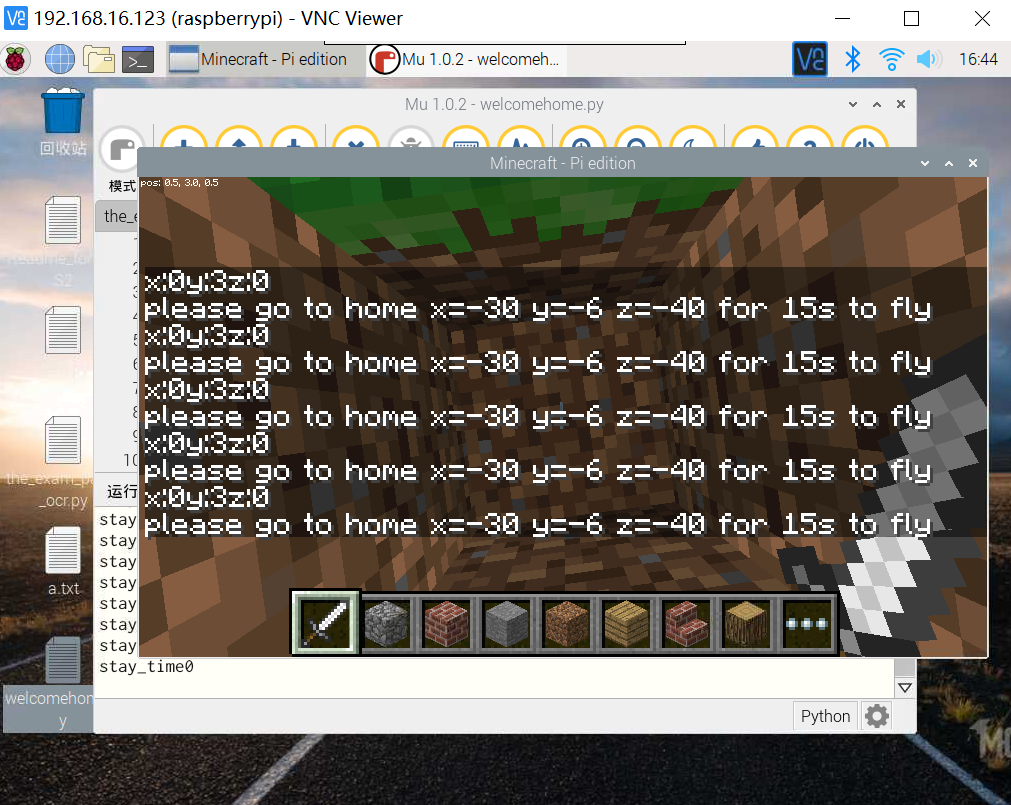 192.168.16.123 (raspberrypi) - VNC Viewer
Minecraft - Pi edition
Mu 1.0.2 - welcomeh...
16:44
Mu 1.0.2 - welcomehome.py
回收站
模式
Minecraft - Pi edition
pos: 0.5, 3.0, 0.5
x:0y:3z:0
please go to home x=-30 y=-6 z=-40 for 15s to fly
x:0y:3z:0
please go to home x=-30 y=-6 z=-40 for 15s to fly
x:0y:3z:0
please go to home x=-30 y=-6 z=-40 for 15s to fly
x:0y:3z:0
please go to home x=-30 y=-6 z=-40 for 15s to fly
x:0y:3z:0
please go to home x=-30 y=-6 z=-40 for 15s to fly
the_exam_p
_ocr.py
a.txt
welcomehom
y
运行
stay
stay
stay
stay
stay
stay
stay
stay_time0
Python